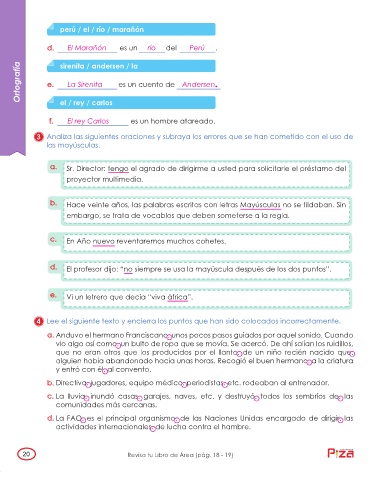 perú / el / río / marañón
d. El Marañón es un río del Perú.
sirenita / andersen / la
e. La Sirenita es un cuento de Andersen.
el / rey / carlos
f. El rey Carlos es un hombre afareado.
Ortografía
3 Analiza las siguientes oraciones y subraya los errores que se han cometido con el uso de
las mayúsculas.
a. Sr. Director: tengo el agrado de dirigirme a usted para solicitarle el préstamo del
proyector multimedia.
b. Hace veinte años, las palabras escritas con letras Mayúsculas no se tildaban. Sin
embargo, se trata de vocablos que deben someterse a la regla.
c. En Año nuevo reventaremos muchos cohetes.
d. El profesor dijo: "no siempre se usa la mayúscula después de los dos puntos".
e. Vi un letrero que decía "viva áfrica".
4 Lee el siguiente texto y encierra los puntos que han sido colocados incorrectamente.
a. Anduvo el hermano Franciscano. unos pocos pasos guiados por aquel sonido. Cuando
vio algo así como. un bulto de ropa que se movía. Se acercó. De ahí salían los ruidillos,
que no eran otros que los producidos por el llanto. de un niño recién nacido que.
alguien había abandonado hacía unas horas. Recogió el buen hermano. a la criatura
y entró con él. al convento.
b. Directiva. jugadores, equipo médico. periodistas. etc. rodeaban al entrenador.
c. La lluvia. inundó casas. garajes, naves, etc. y destruyó. todos los sembríos de. las
comunidades más cercanas.
d. La FAO. es el principal organismo. de las Naciones Unidas encargado de dirigir. las
actividades internacionales. de lucha contra el hambre.
20
Revisa tu Libro de Área (pág. 18 - 19)
Piza